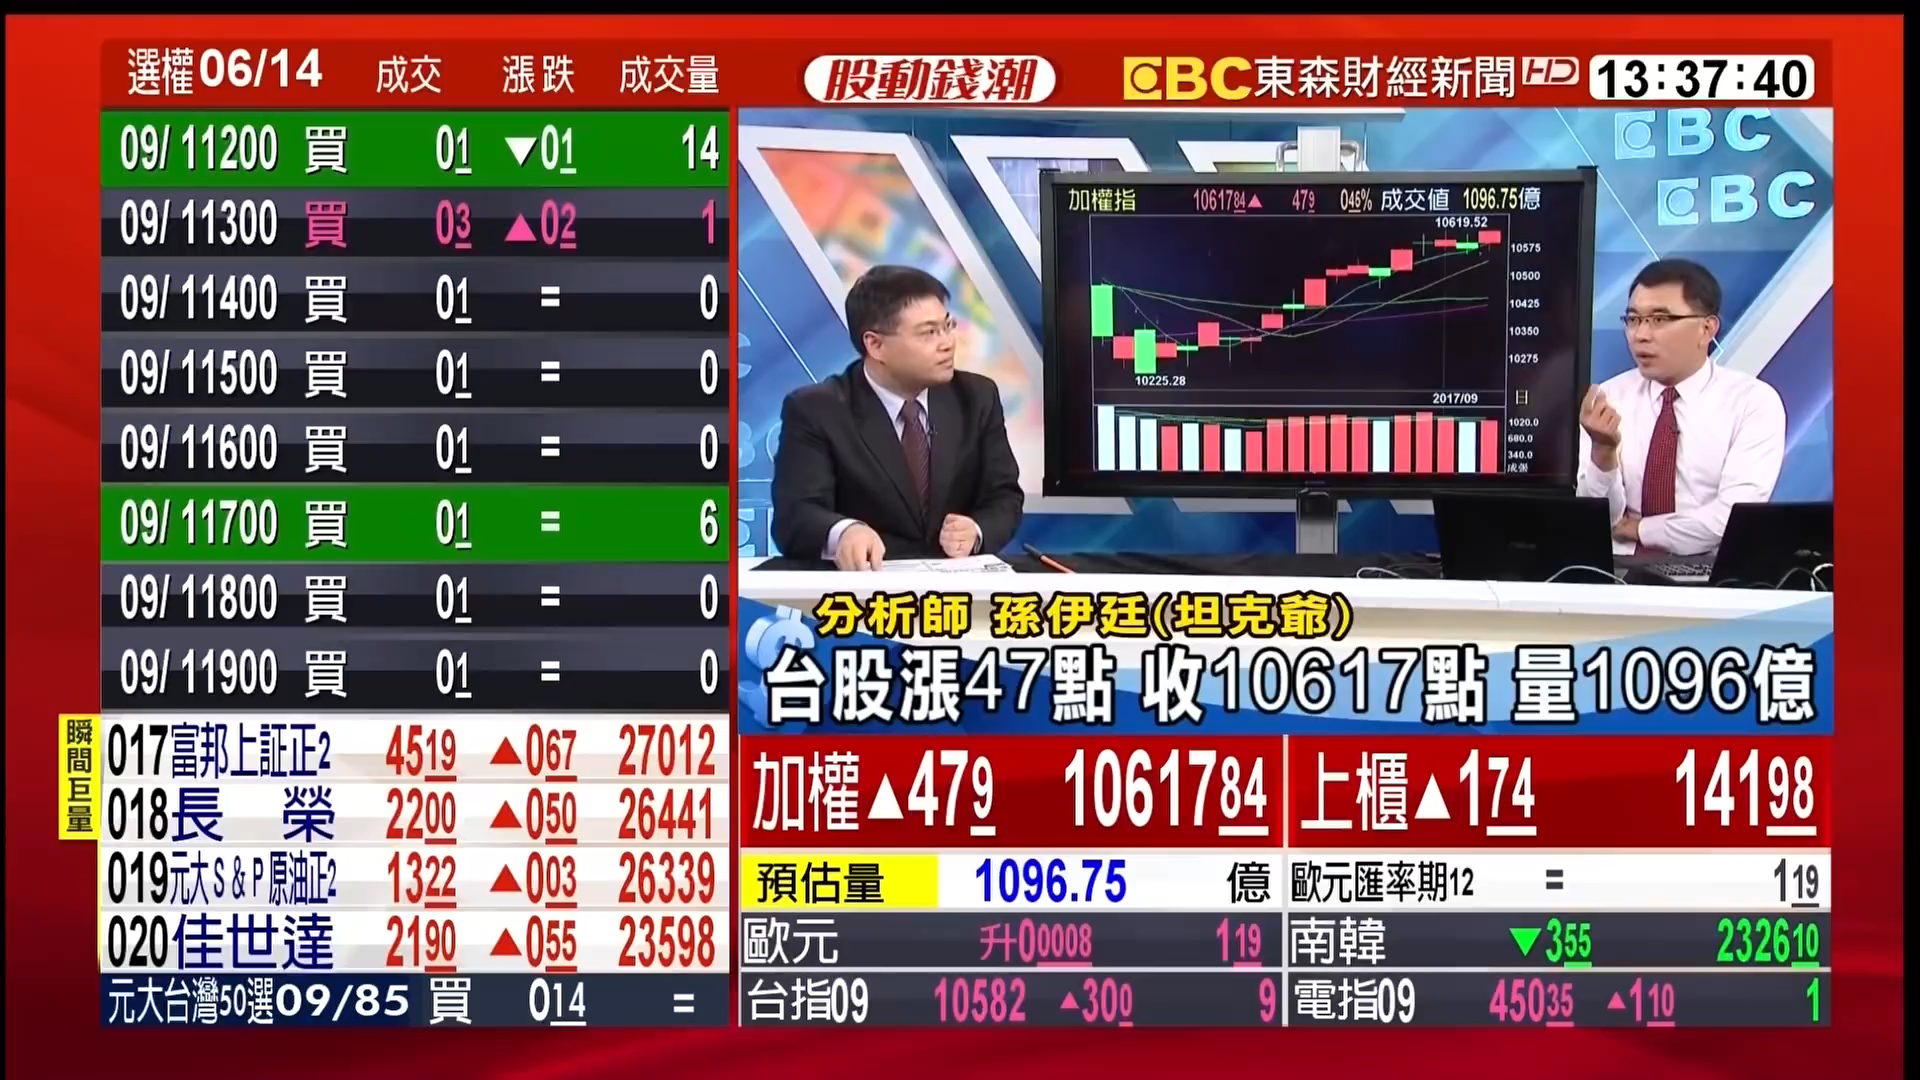 選權06/14 成交 漲跌 成交量
股動錢潮
EBC東森財經新聞HD 13:37:40
09/ 11200 買 01 ▼01 14
09/ 11300 買 03 ▲02 1
09/ 11400 買 01 = 0
09/ 11500 買 01 = 0
09/ 11600 買 01 = 0
09/ 11700 買 01 = 6
09/ 11800 買 01 = 0
09/ 11900 買 01 = 0
瞬間巨量
017富邦上証正2 4519 ▲067 27012
018長榮 2200 ▲050 26441
019元大S&P原油正2 1322 ▲003 26339
020佳世達 2190 ▲055 23598
元大台灣50選09/85 買 014 =
EBC
EBC
加權指 1061784▲ 479 046% 成交值 1096.75億
10619.52
10575
10500
10425
10350
10275
10225.28
2017/09 日
1020.0
680.0
340.0
成張
分析師 孫伊廷(坦克爺)
台股漲47點 收10617點 量1096億
加權▲479 1061784
上櫃▲174 14198
預估量 1096.75 億
歐元匯率期12 = 119
歐元 升00008 119
南韓 ▼355 232610
台指09 10582 ▲300 9
電指09 45035 ▲110 1